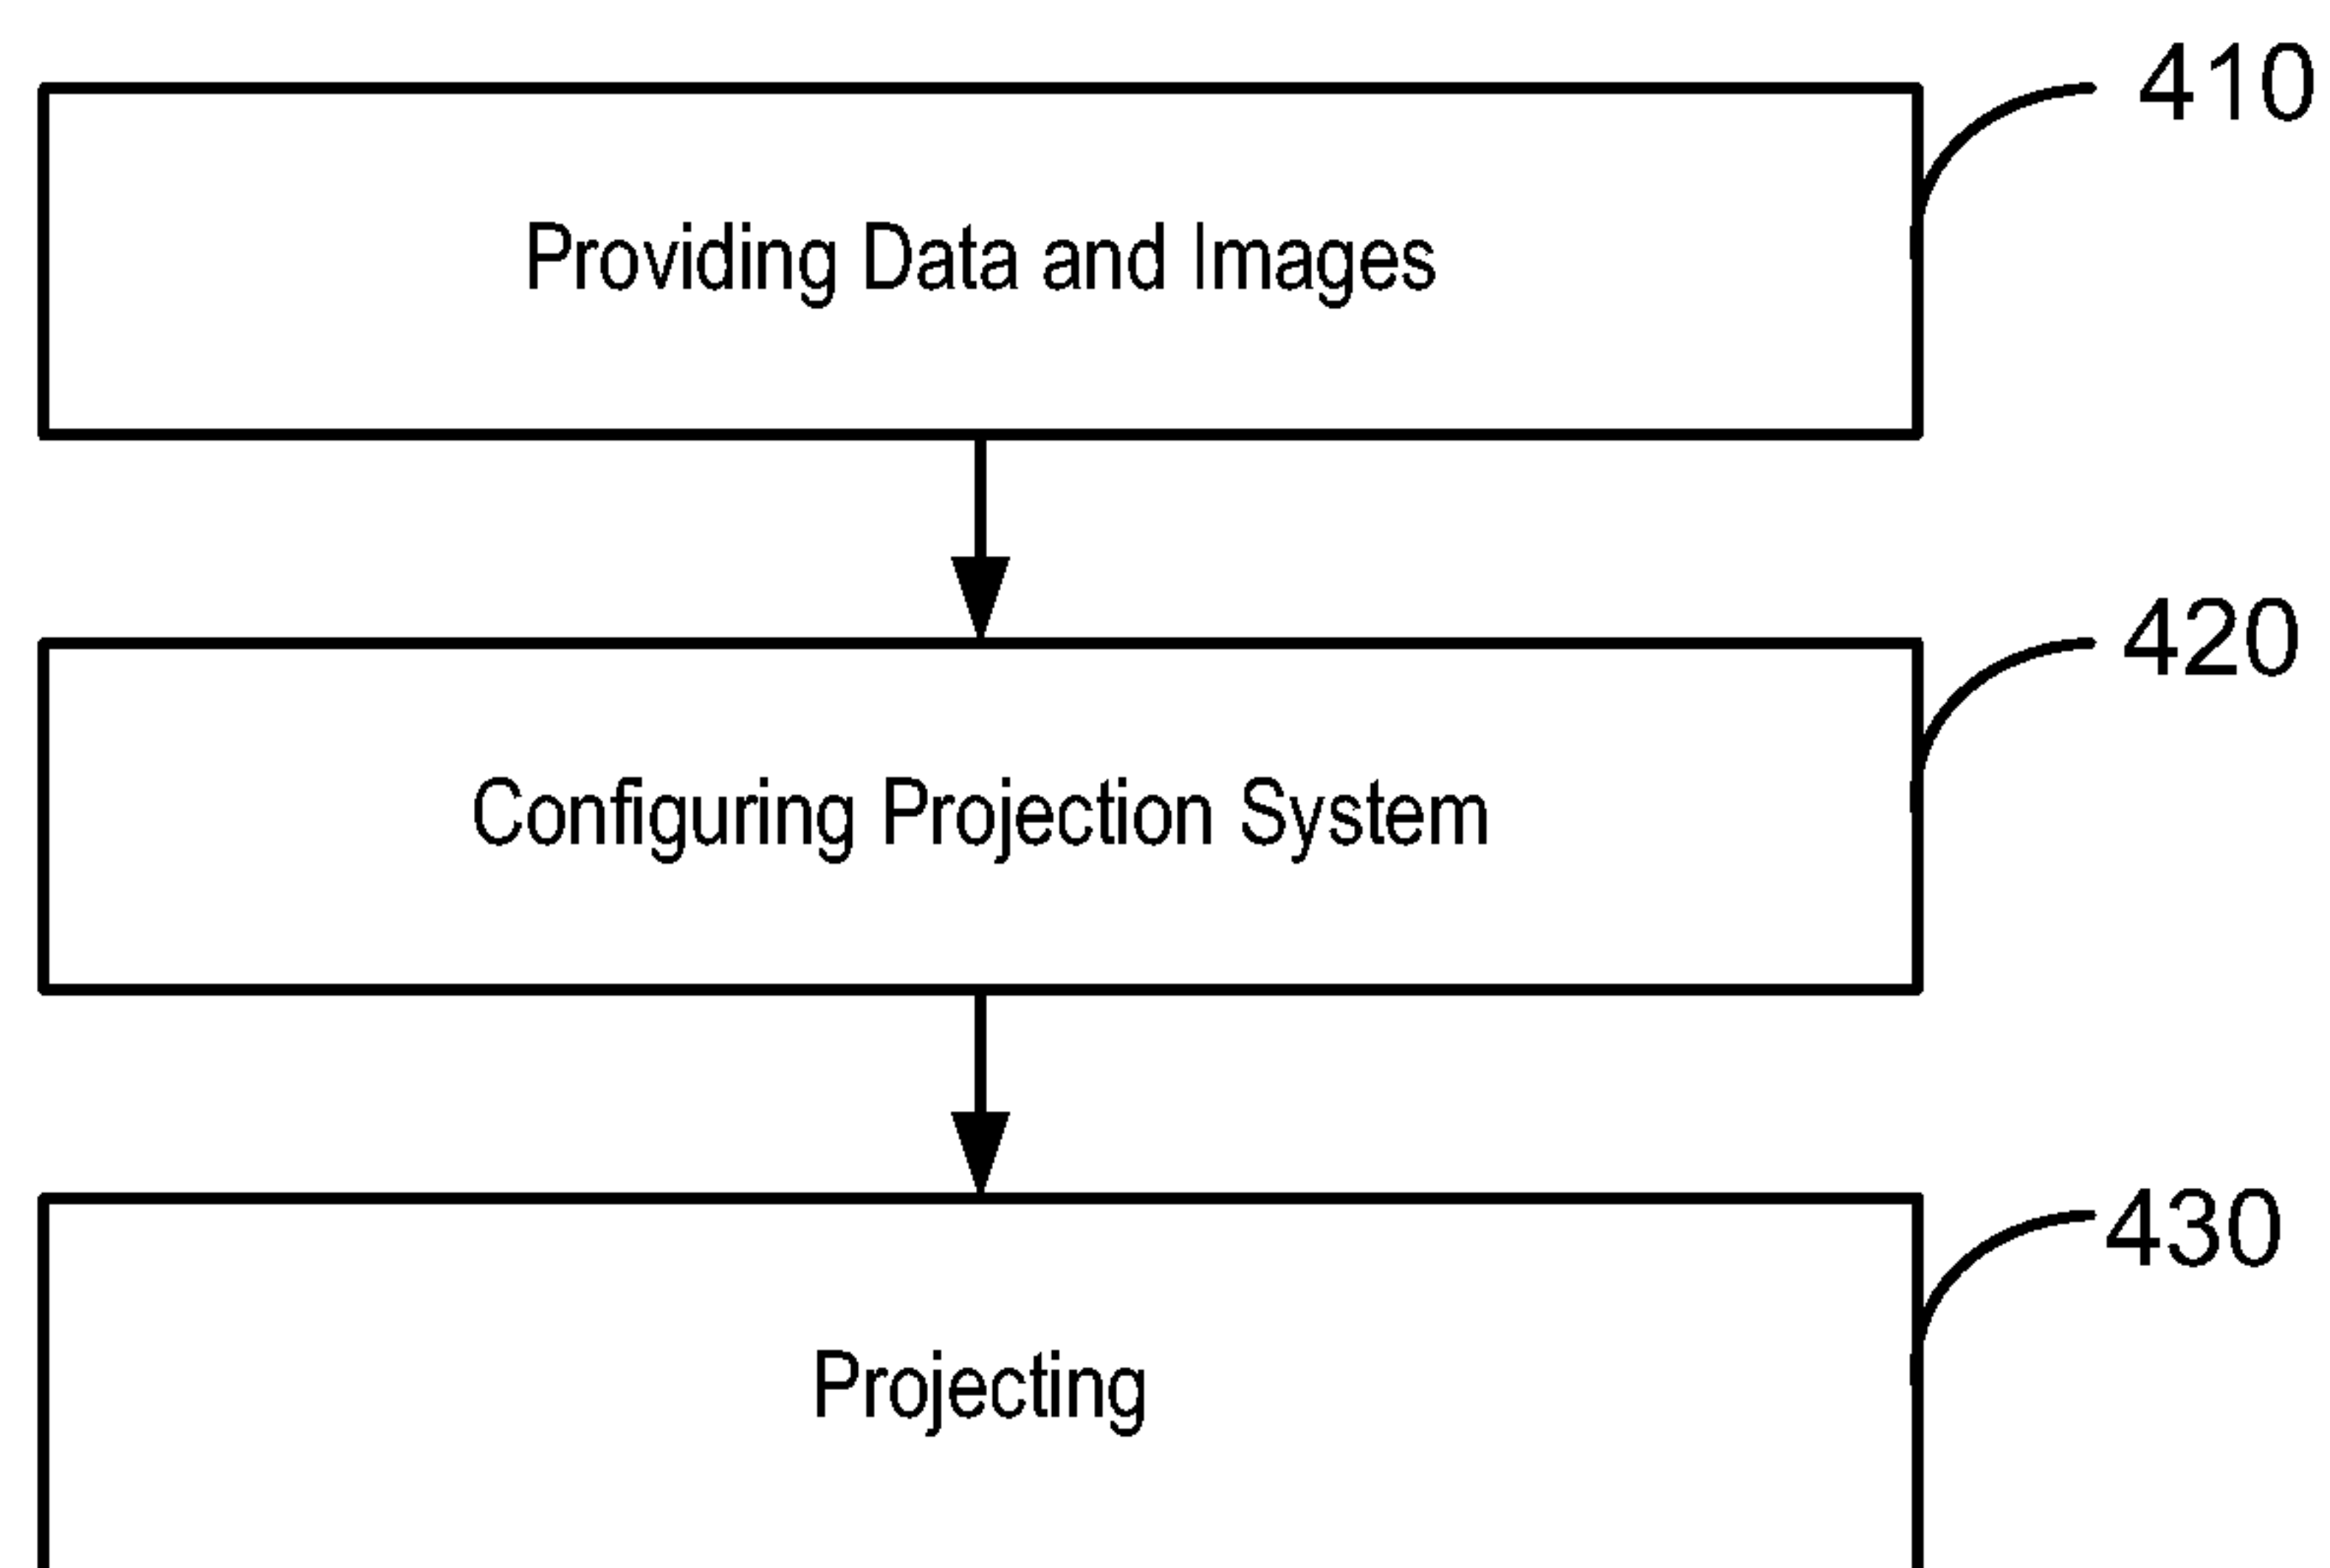 410
Providing Data and Images
420
Configuring Projection System
430
Projecting